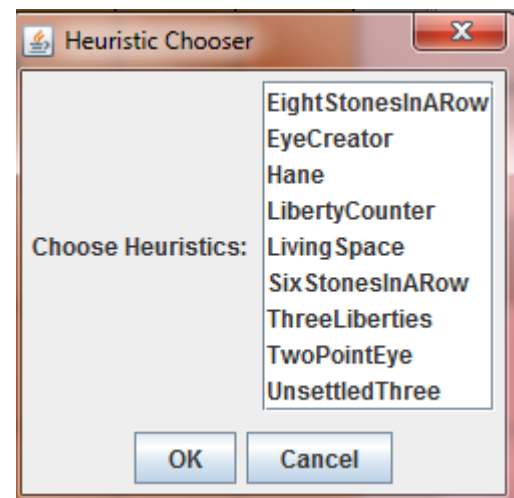 Heuristic Chooser
EightStonesInARow
EyeCreator
Hane
LibertyCounter
Choose Heuristics: LivingSpace
SixStonesInARow
ThreeLiberties
TwoPointEye
UnsettledThree
OK Cancel